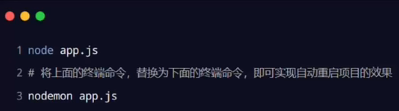 1 node app.js
2 # 将上面的终端命令，替换为下面的终端命令，即可实现自动重启项目的效果
3 nodemon app.js